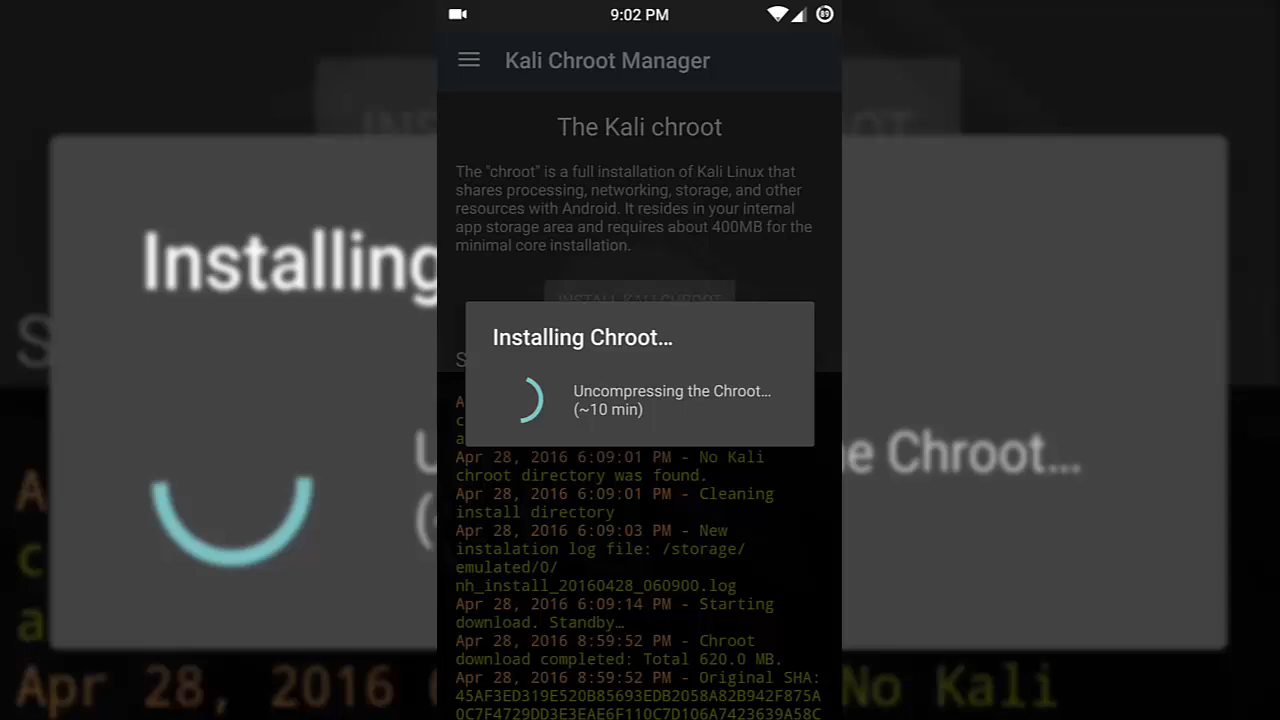 9:02 PM
89
Kali Chroot Manager
The Kali chroot
The "chroot" is a full installation of Kali Linux that
shares processing, networking, storage, and other
resources with Android. It resides in your internal
app storage area and requires about 400MB for the
minimal core installation.
INSTALL KALI CHROOT
Installing Chroot...
Uncompressing the Chroot...
(~10 min)
S
A
c
a
Apr 28, 2016 6:09:01 PM - No Kali
chroot directory was found.
Apr 28, 2016 6:09:01 PM - Cleaning
install directory
Apr 28, 2016 6:09:03 PM - New
instalation log file: /storage/
emulated/0/
nh_install_20160428_060900.log
Apr 28, 2016 6:09:14 PM - Starting
download. Standby…
Apr 28, 2016 8:59:52 PM - Chroot
download completed: Total 620.0 MB.
Apr 28, 2016 8:59:52 PM - Original SHA:
45AF3ED319E520B85693EDB2058A82B942F875A
0C7F4729DD3E3EAE6F110C7D106A7423639A58C
Installing
e Chroot...
Apr 28, 2016
No Kali